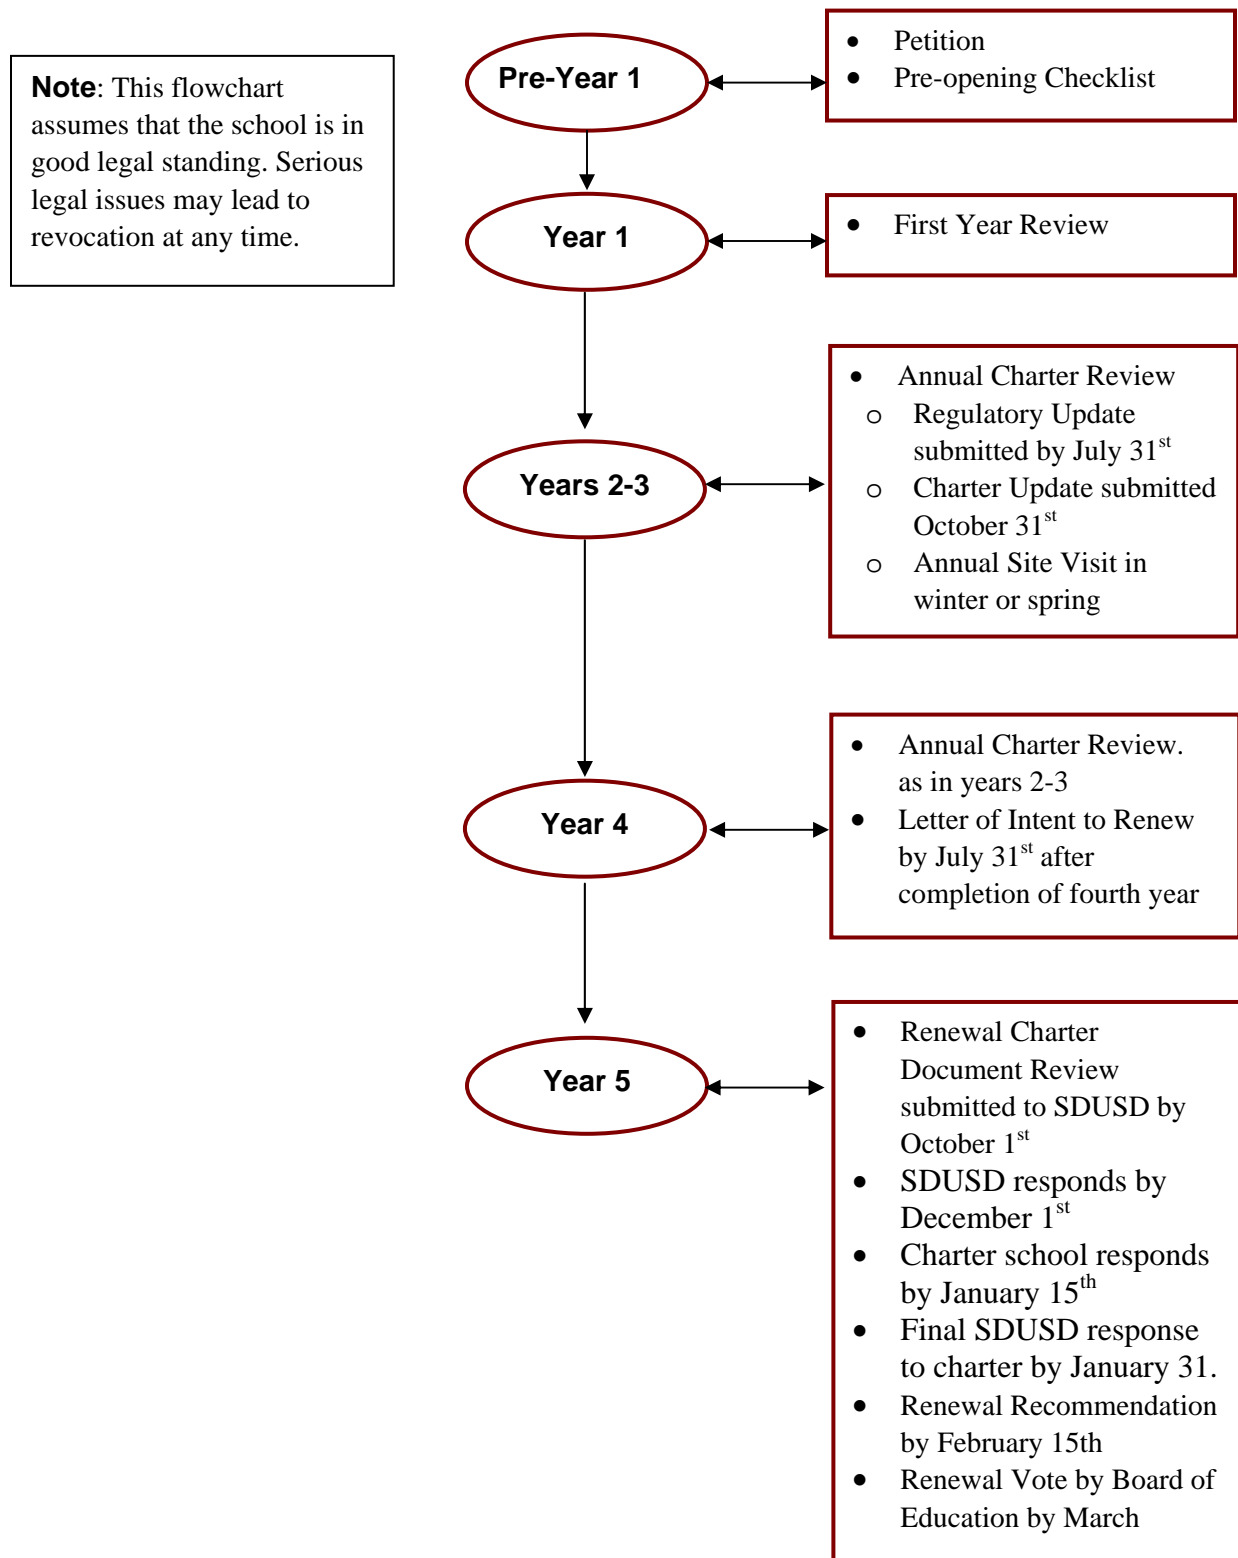 Note: This flowchart
assumes that the school is in
good legal standing. Serious
legal issues may lead to
revocation at any time.
Pre-Year 1
• Petition
• Pre-opening Checklist
Year 1
• First Year Review
Years 2-3
• Annual Charter Review
o Regulatory Update
submitted by July 31st
o Charter Update submitted
October 31st
o Annual Site Visit in
winter or spring
Year 4
• Annual Charter Review.
as in years 2-3
• Letter of Intent to Renew
by July 31st after
completion of fourth year
Year 5
• Renewal Charter
Document Review
submitted to SDUSD by
October 1st
• SDUSD responds by
December 1st
• Charter school responds
by January 15th
• Final SDUSD response
to charter by January 31.
• Renewal Recommendation
by February 15th
• Renewal Vote by Board of
Education by March